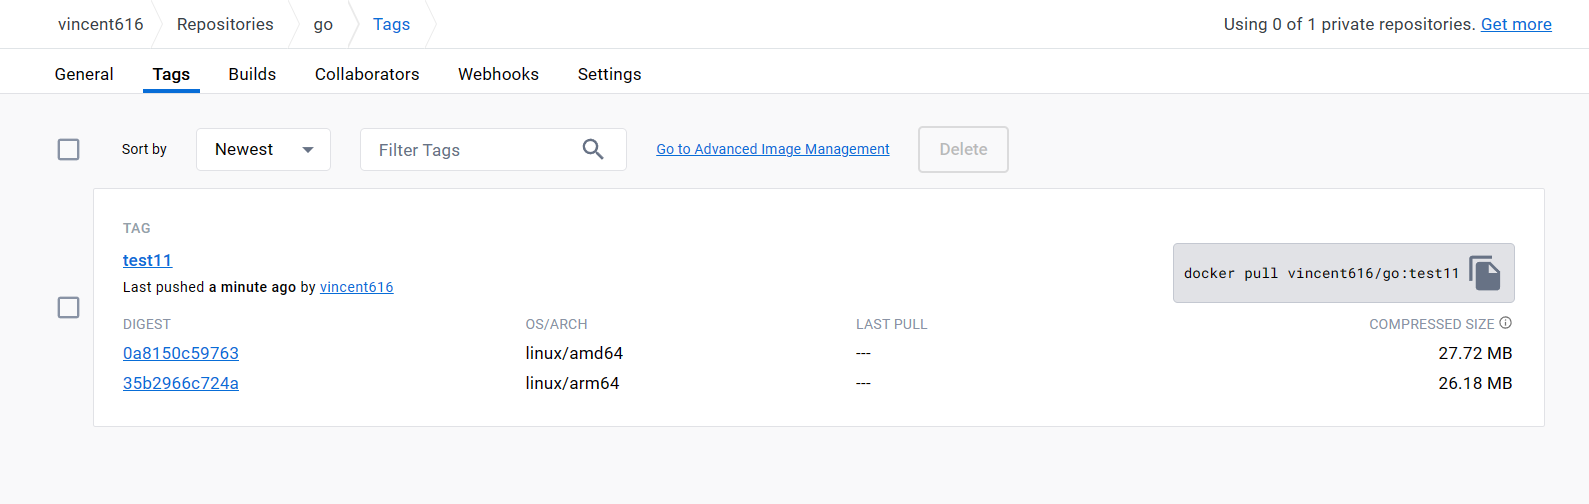 vincent616 Repositories go Tags Using 0 of 1 private repositories. Get more
General Tags Builds Collaborators Webhooks Settings
Sort by Newest Filter Tags Go to Advanced Image Management Delete
TAG
test11
docker pull vincent616/go:test11
Last pushed a minute ago by vincent616
DIGEST OS/ARCH LAST PULL COMPRESSED SIZE
0a8150c59763 linux/amd64 --- 27.72 MB
35b2966c724a linux/arm64 --- 26.18 MB